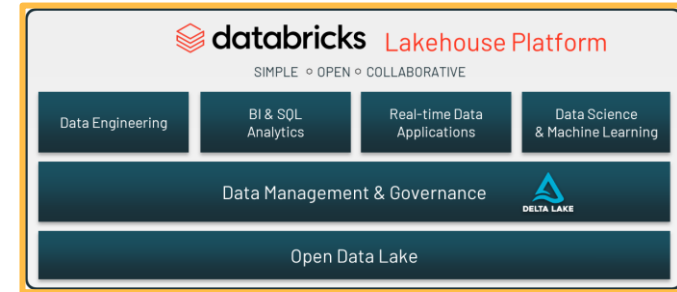 databricks Lakehouse Platform
SIMPLE ○ OPEN ○ COLLABORATIVE
Data Engineering
BI & SQL
Analytics
Real-time Data
Applications
Data Science
& Machine Learning
Data Management & Governance
DELTA LAKE
Open Data Lake